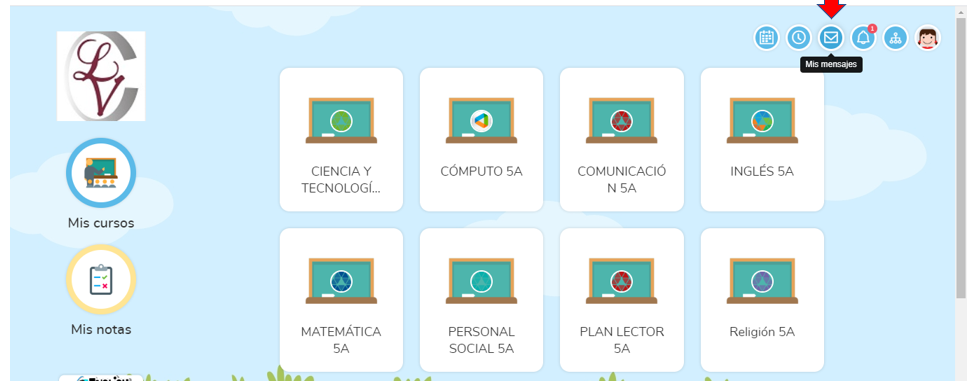 1
Mis mensajes
L
V
C
CIENCIA Y
TECNOLOGÍ...
CÓMPUTO 5A
COMUNICACIÓ
N 5A
INGLÉS 5A
Mis cursos
MATEMÁTICA
5A
PERSONAL
SOCIAL 5A
PLAN LECTOR
5A
Religión 5A
Mis notas